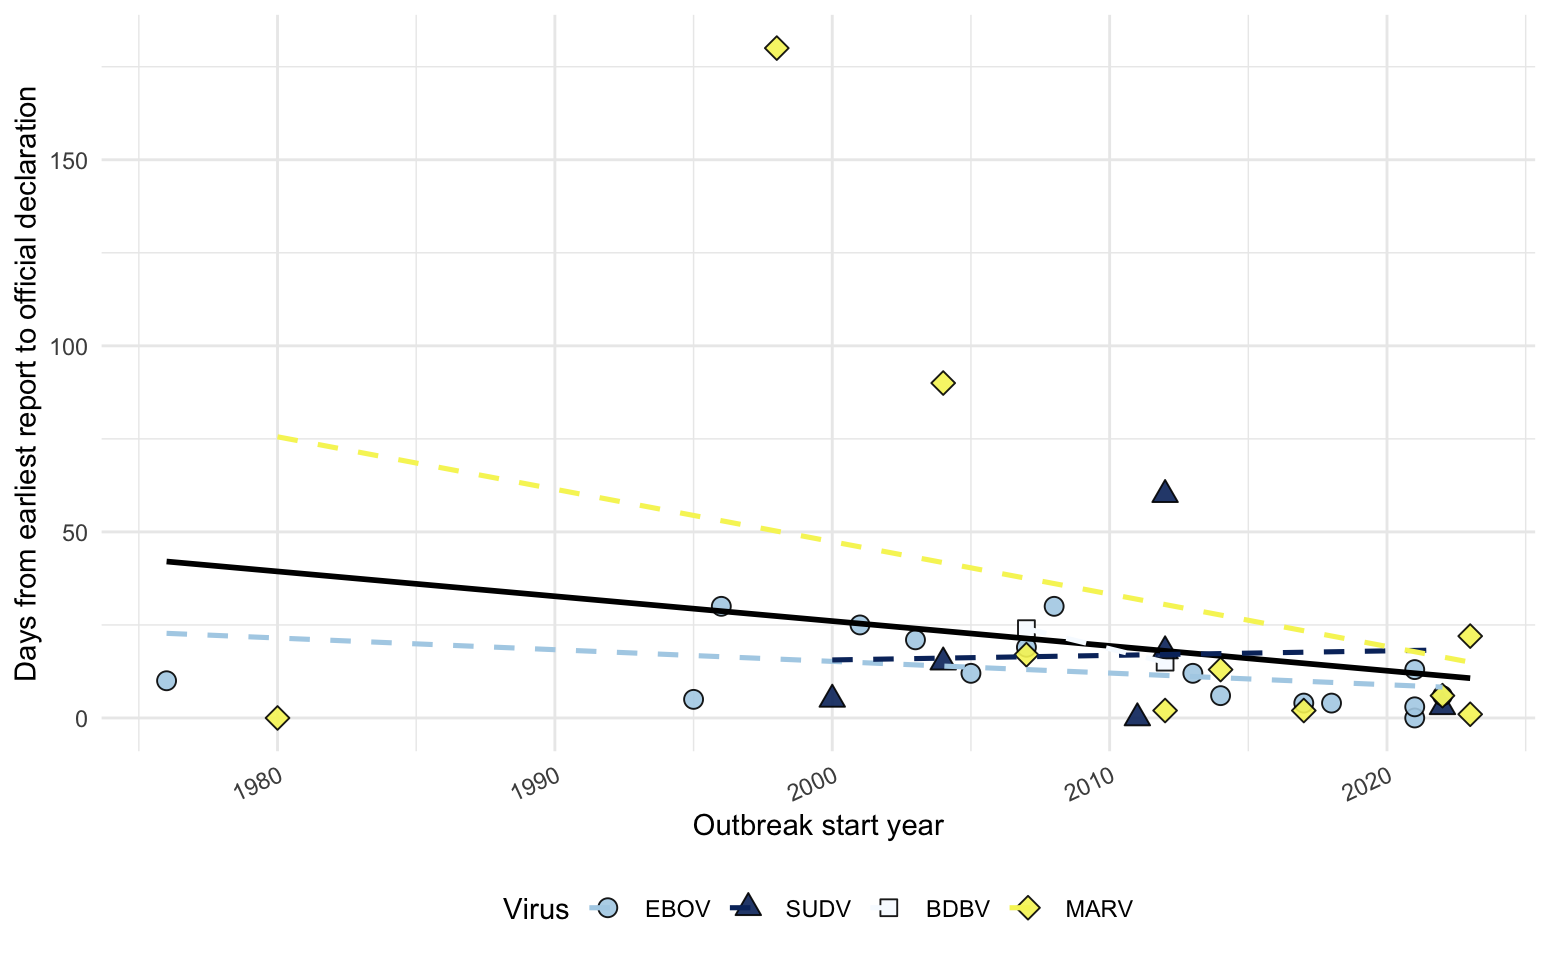 Days from earliest report to official declaration
150
100
50
0
1980 1990 2000 2010 2020
Outbreak start year
Virus EBOV SUDV BDBV MARV